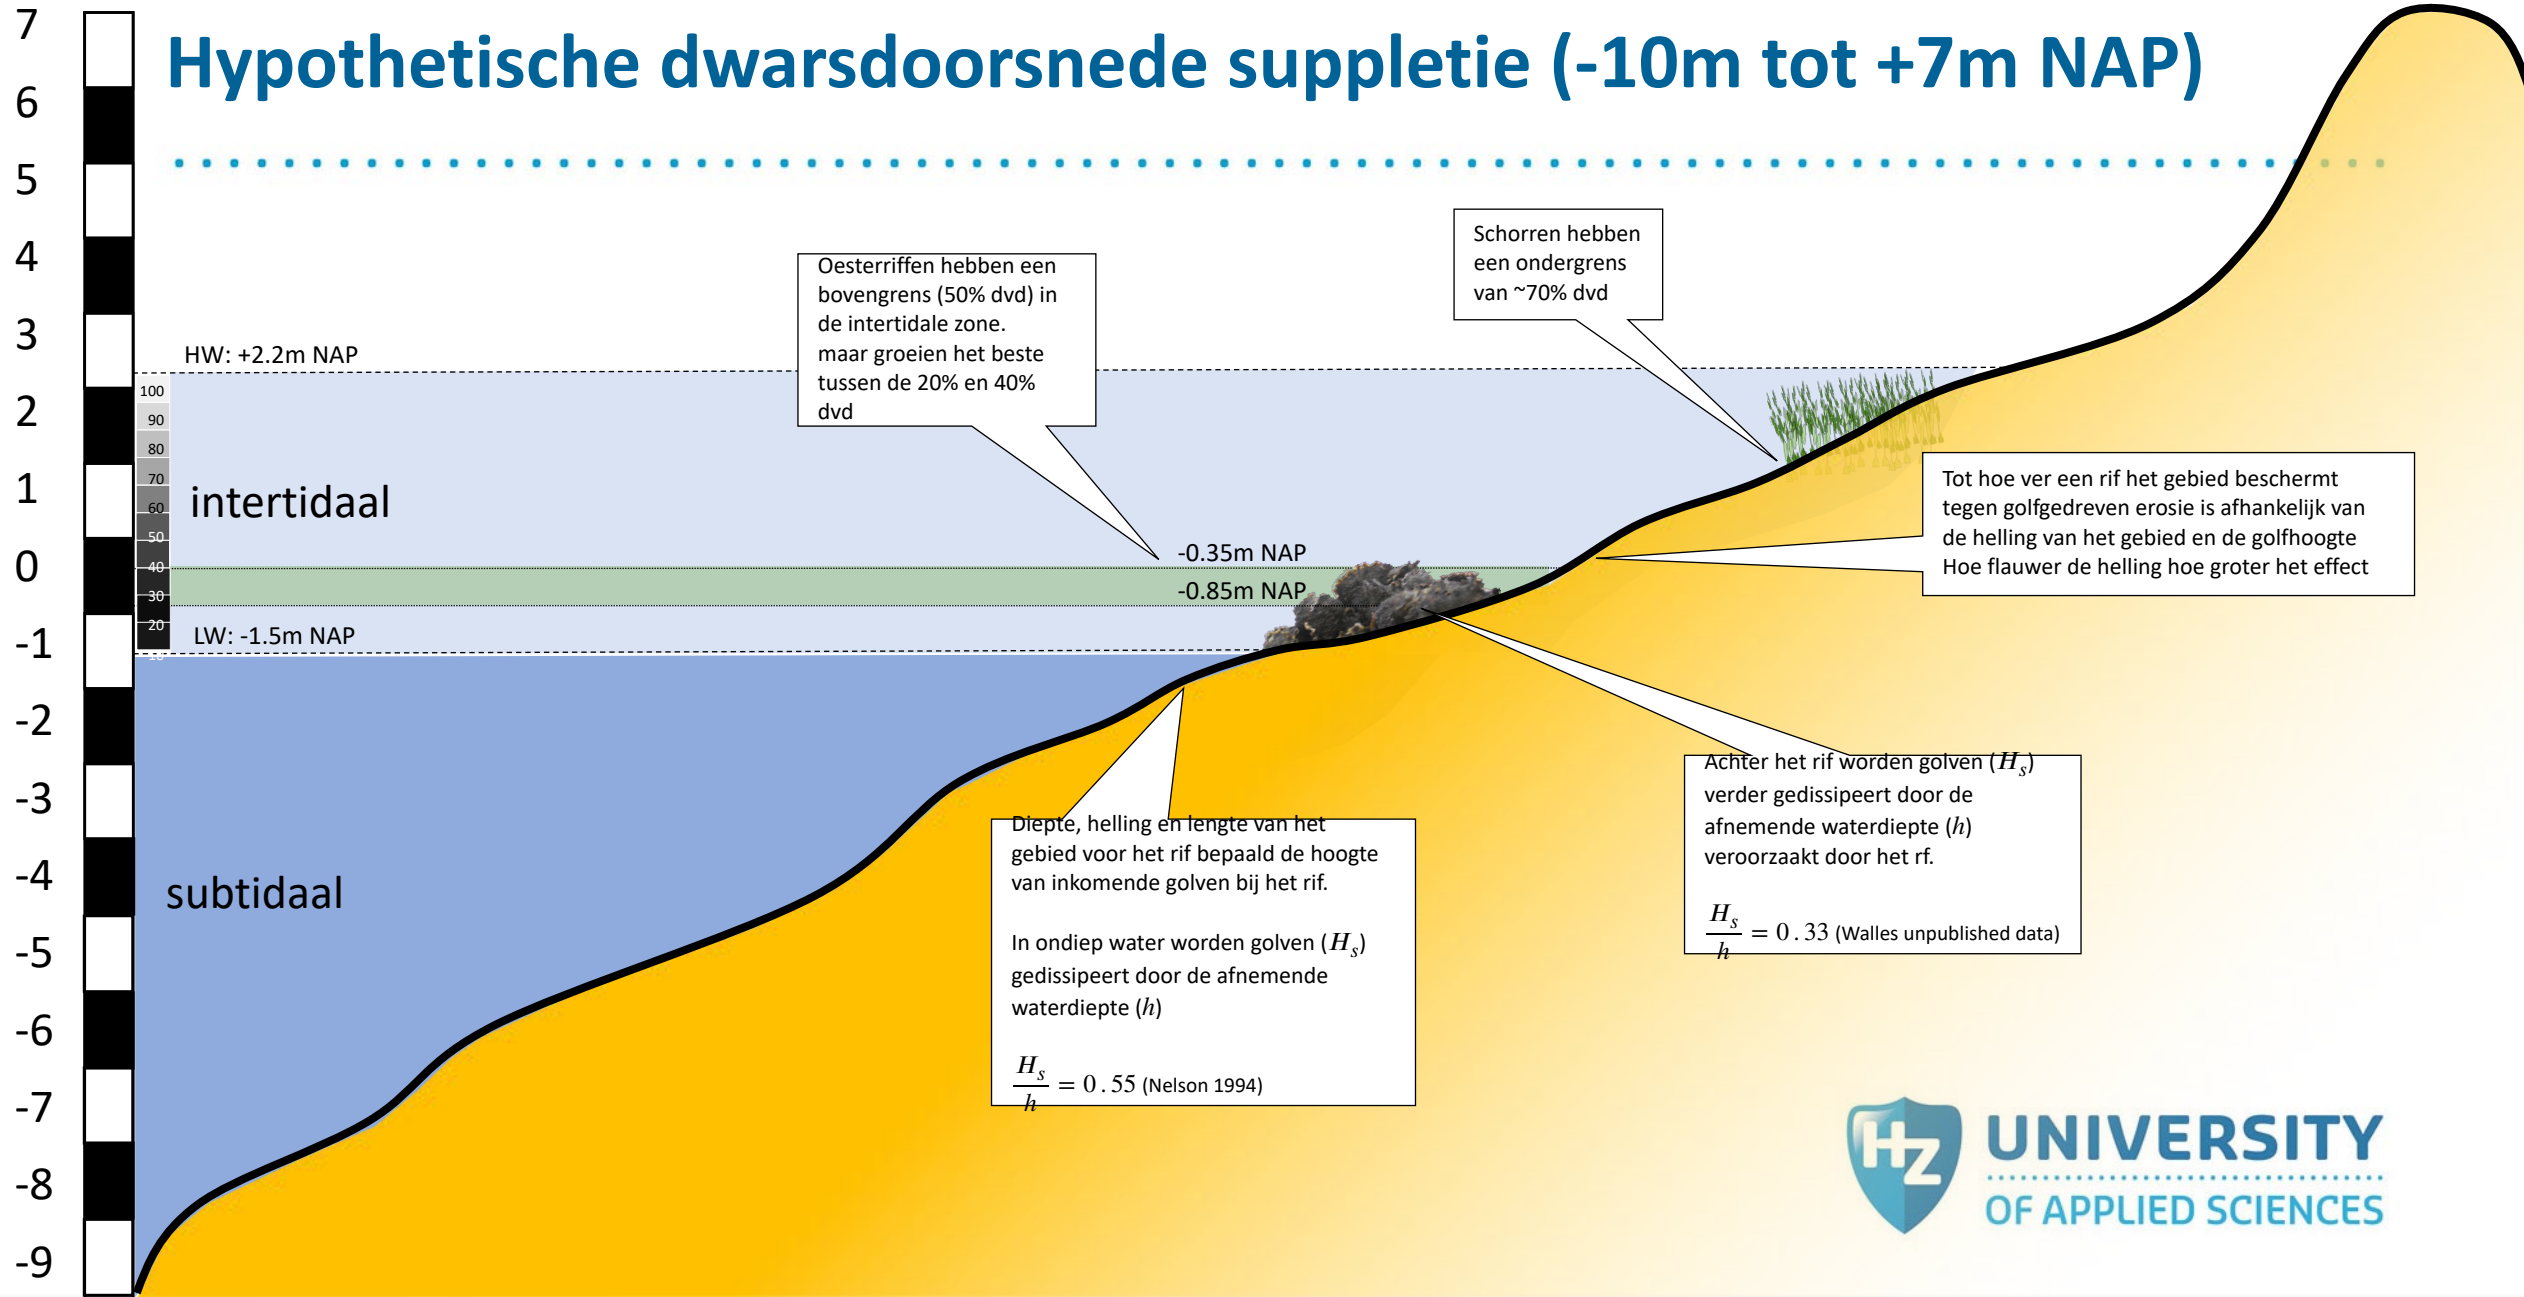 Hypothetische dwarsdoorsnede suppletie (-10m tot +7m NAP)
7
6
5
4
3
2
1
0
-1
-2
-3
-4
-5
-6
-7
-8
-9
HW: +2.2m NAP
100
90
80
70
60
50
40
30
20
10
intertidaal
LW: -1.5m NAP
subtidaal
Oesterriffen hebben een
bovengrens (50% dvd) in
de intertidale zone.
maar groeien het beste
tussen de 20% en 40%
dvd
Schorren hebben
een ondergrens
van ~70% dvd
-0.35m NAP
-0.85m NAP
Tot hoe ver een rif het gebied beschermt
tegen golfgedreven erosie is afhankelijk van
de helling van het gebied en de golfhoogte
Hoe flauwer de helling hoe groter het effect
Diepte, helling en lengte van het
gebied voor het rif bepaald de hoogte
van inkomende golven bij het rif.
In ondiep water worden golven (H_s)
gedissipeert door de afnemende
waterdiepte (h)
H_s/h = 0.55 (Nelson 1994)
Achter het rif worden golven (H_s)
verder gedissipeert door de
afnemende waterdiepte (h)
veroorzaakt door het rf.
H_s/h = 0.33 (Walles unpublished data)
HZ
UNIVERSITY
OF APPLIED SCIENCES